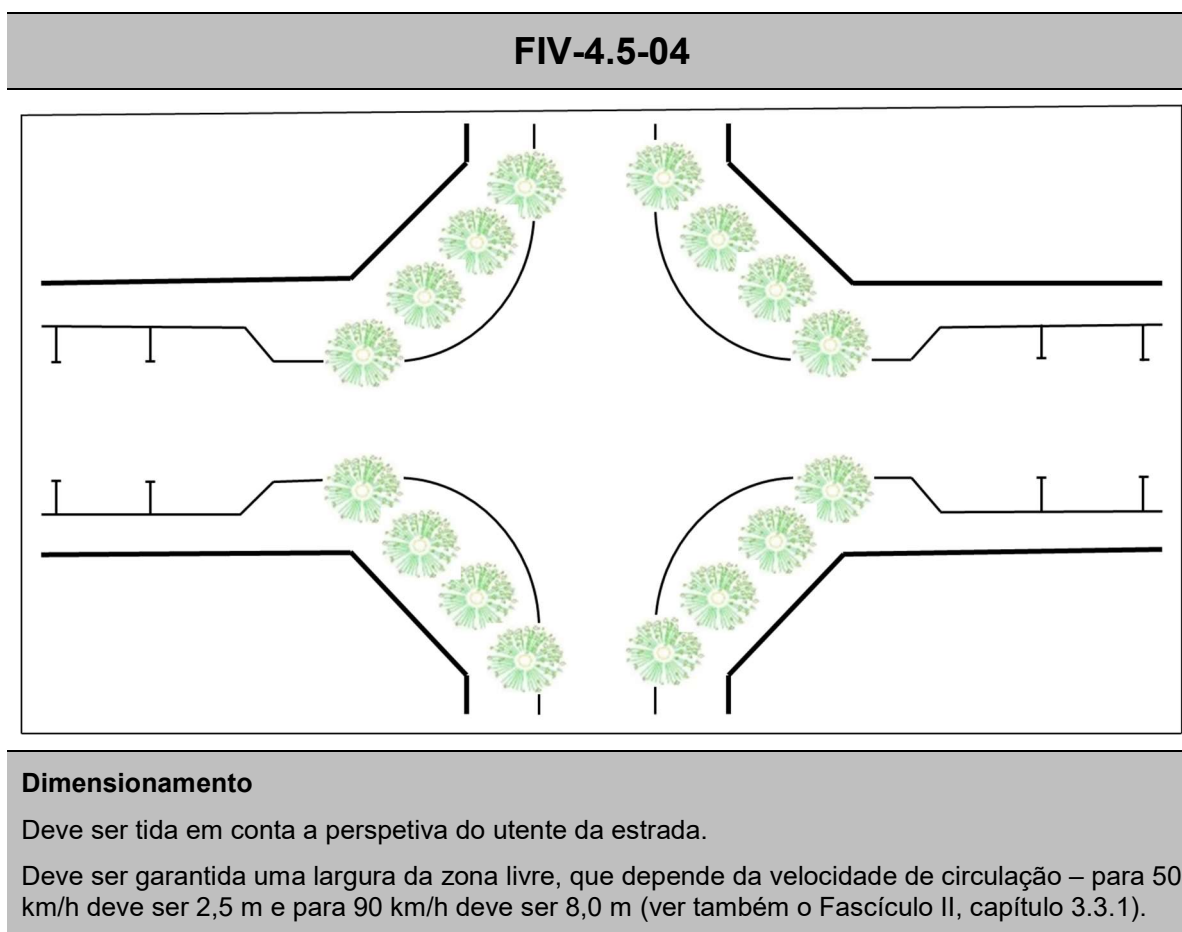 FIV-4.5-04
Dimensionamento
Deve ser tida em conta a perspetiva do utente da estrada.
Deve ser garantida uma largura da zona livre, que depende da velocidade de circulação – para 50
km/h deve ser 2,5 m e para 90 km/h deve ser 8,0 m (ver também o Fascículo II, capítulo 3.3.1).